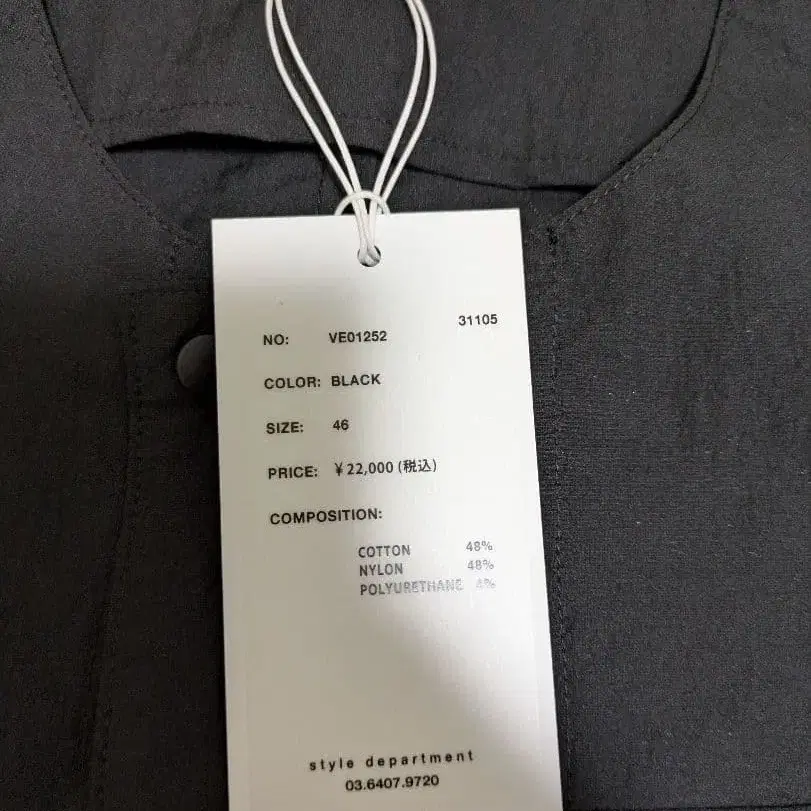 31105
NO: VE01252
COLOR: BLACK
SIZE: 46
PRICE: ¥22,000 (税込)
COMPOSITION:
COTTON 48%
NYLON 48%
POLYURETHANE 4%
style department
03.6407.9720